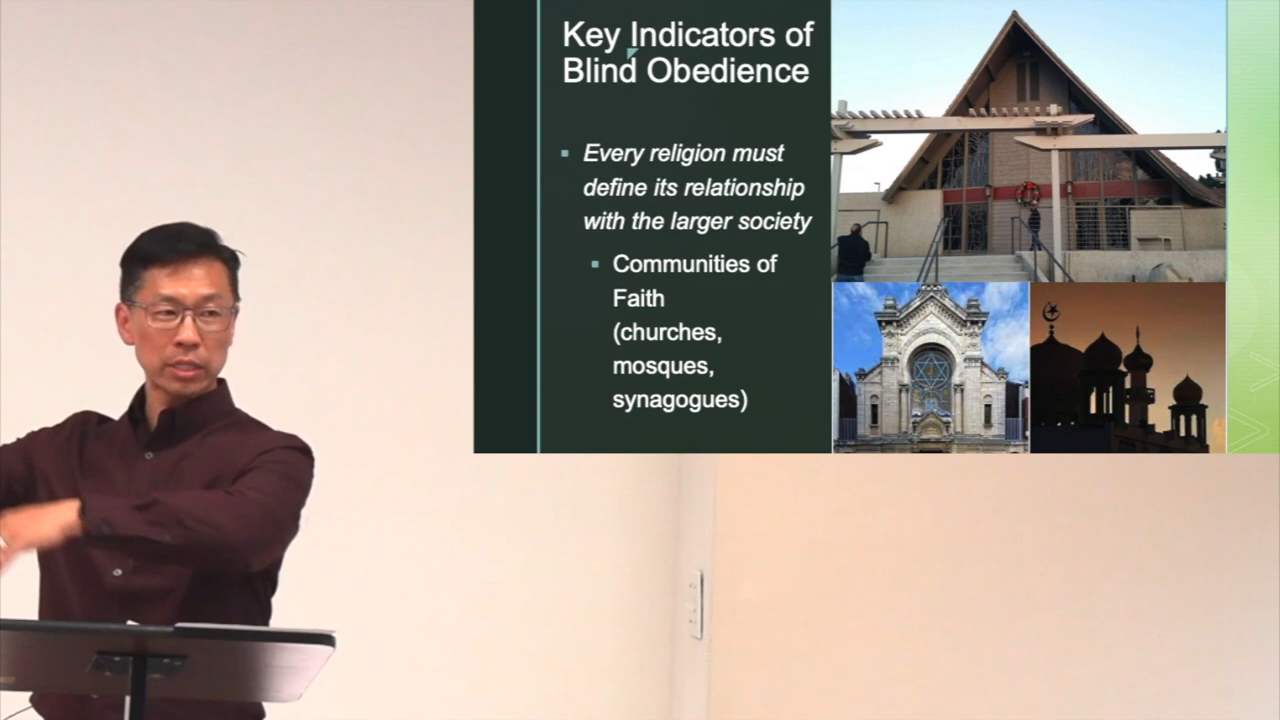 Key Indicators of
Blind Obedience
Every religion must
define its relationship
with the larger society
Communities of
Faith
(churches,
mosques,
synagogues)